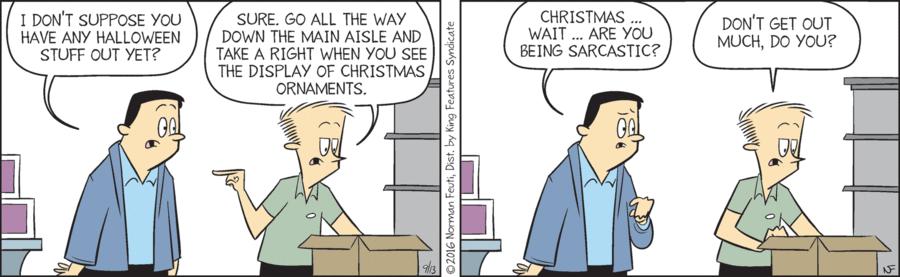 I DON'T SUPPOSE YOU
HAVE ANY HALLOWEEN
STUFF OUT YET?
SURE. GO ALL THE WAY
DOWN THE MAIN AISLE AND
TAKE A RIGHT WHEN YOU SEE
THE DISPLAY OF CHRISTMAS
ORNAMENTS.
9/13
©2016 Norman Feuti, Dist. by King Features Syndicate
CHRISTMAS ...
WAIT ... ARE YOU
BEING SARCASTIC?
DON'T GET OUT
MUCH, DO YOU?
NF